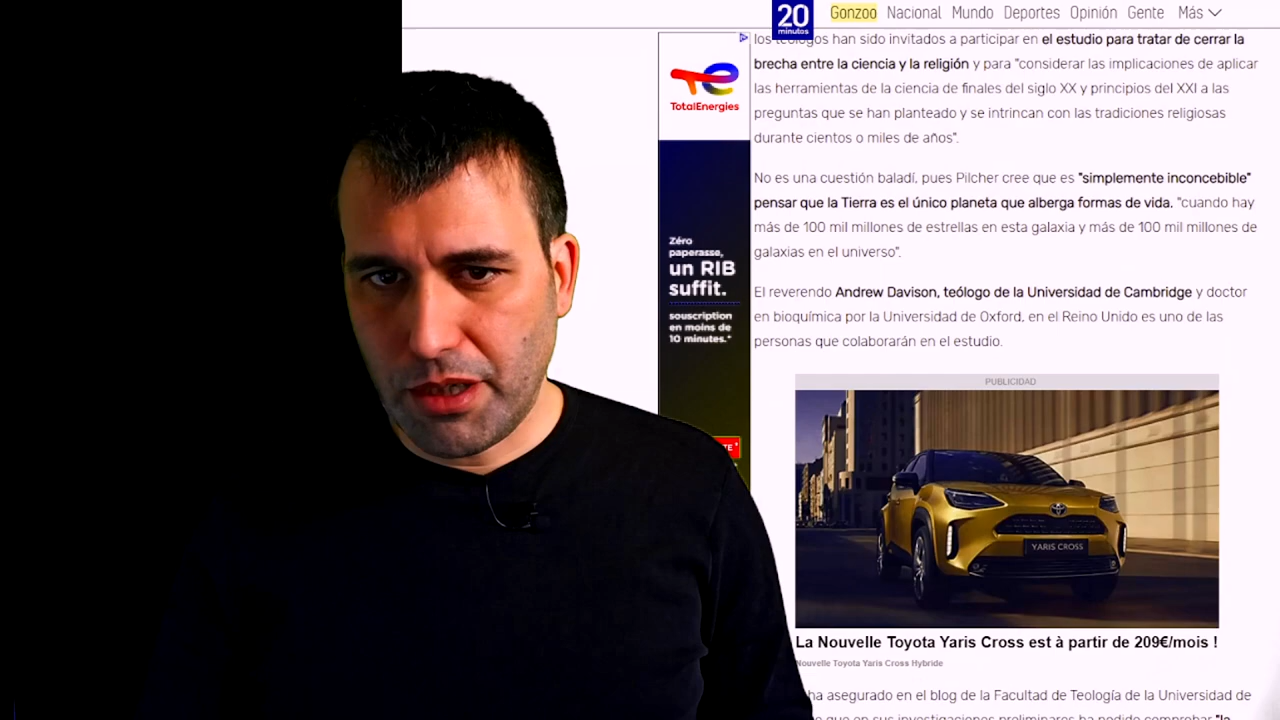 20
minutos
Gonzoo Nacional Mundo Deportes Opinión Gente Más
los teólogos han sido invitados a participar en el estudio para tratar de cerrar la
brecha entre la ciencia y la religión y para "considerar las implicaciones de aplicar
las herramientas de la ciencia de finales del siglo XX y principios del XXI a las
preguntas que se han planteado y se intrincan con las tradiciones religiosas
durante cientos o miles de años".
No es una cuestión baladí, pues Pilcher cree que es "simplemente inconcebible"
pensar que la Tierra es el único planeta que alberga formas de vida. "cuando hay
más de 100 mil millones de estrellas en esta galaxia y más de 100 mil millones de
galaxias en el universo".
El reverendo Andrew Davison, teólogo de la Universidad de Cambridge y doctor
en bioquímica por la Universidad de Oxford, en el Reino Unido es uno de las
personas que colaborarán en el estudio.
TotalEnergies
Zéro
paperasse,
un RIB
suffit.
souscription
en moins de
10 minutes.*
TE *
PUBLICIDAD
YARIS CROSS
La Nouvelle Toyota Yaris Cross est à partir de 209€/mois !
Nouvelle Toyota Yaris Cross Hybride
ha asegurado en el blog de la Facultad de Teología de la Universidad de
que en sus investigaciones preliminares ha podido comprobar "la